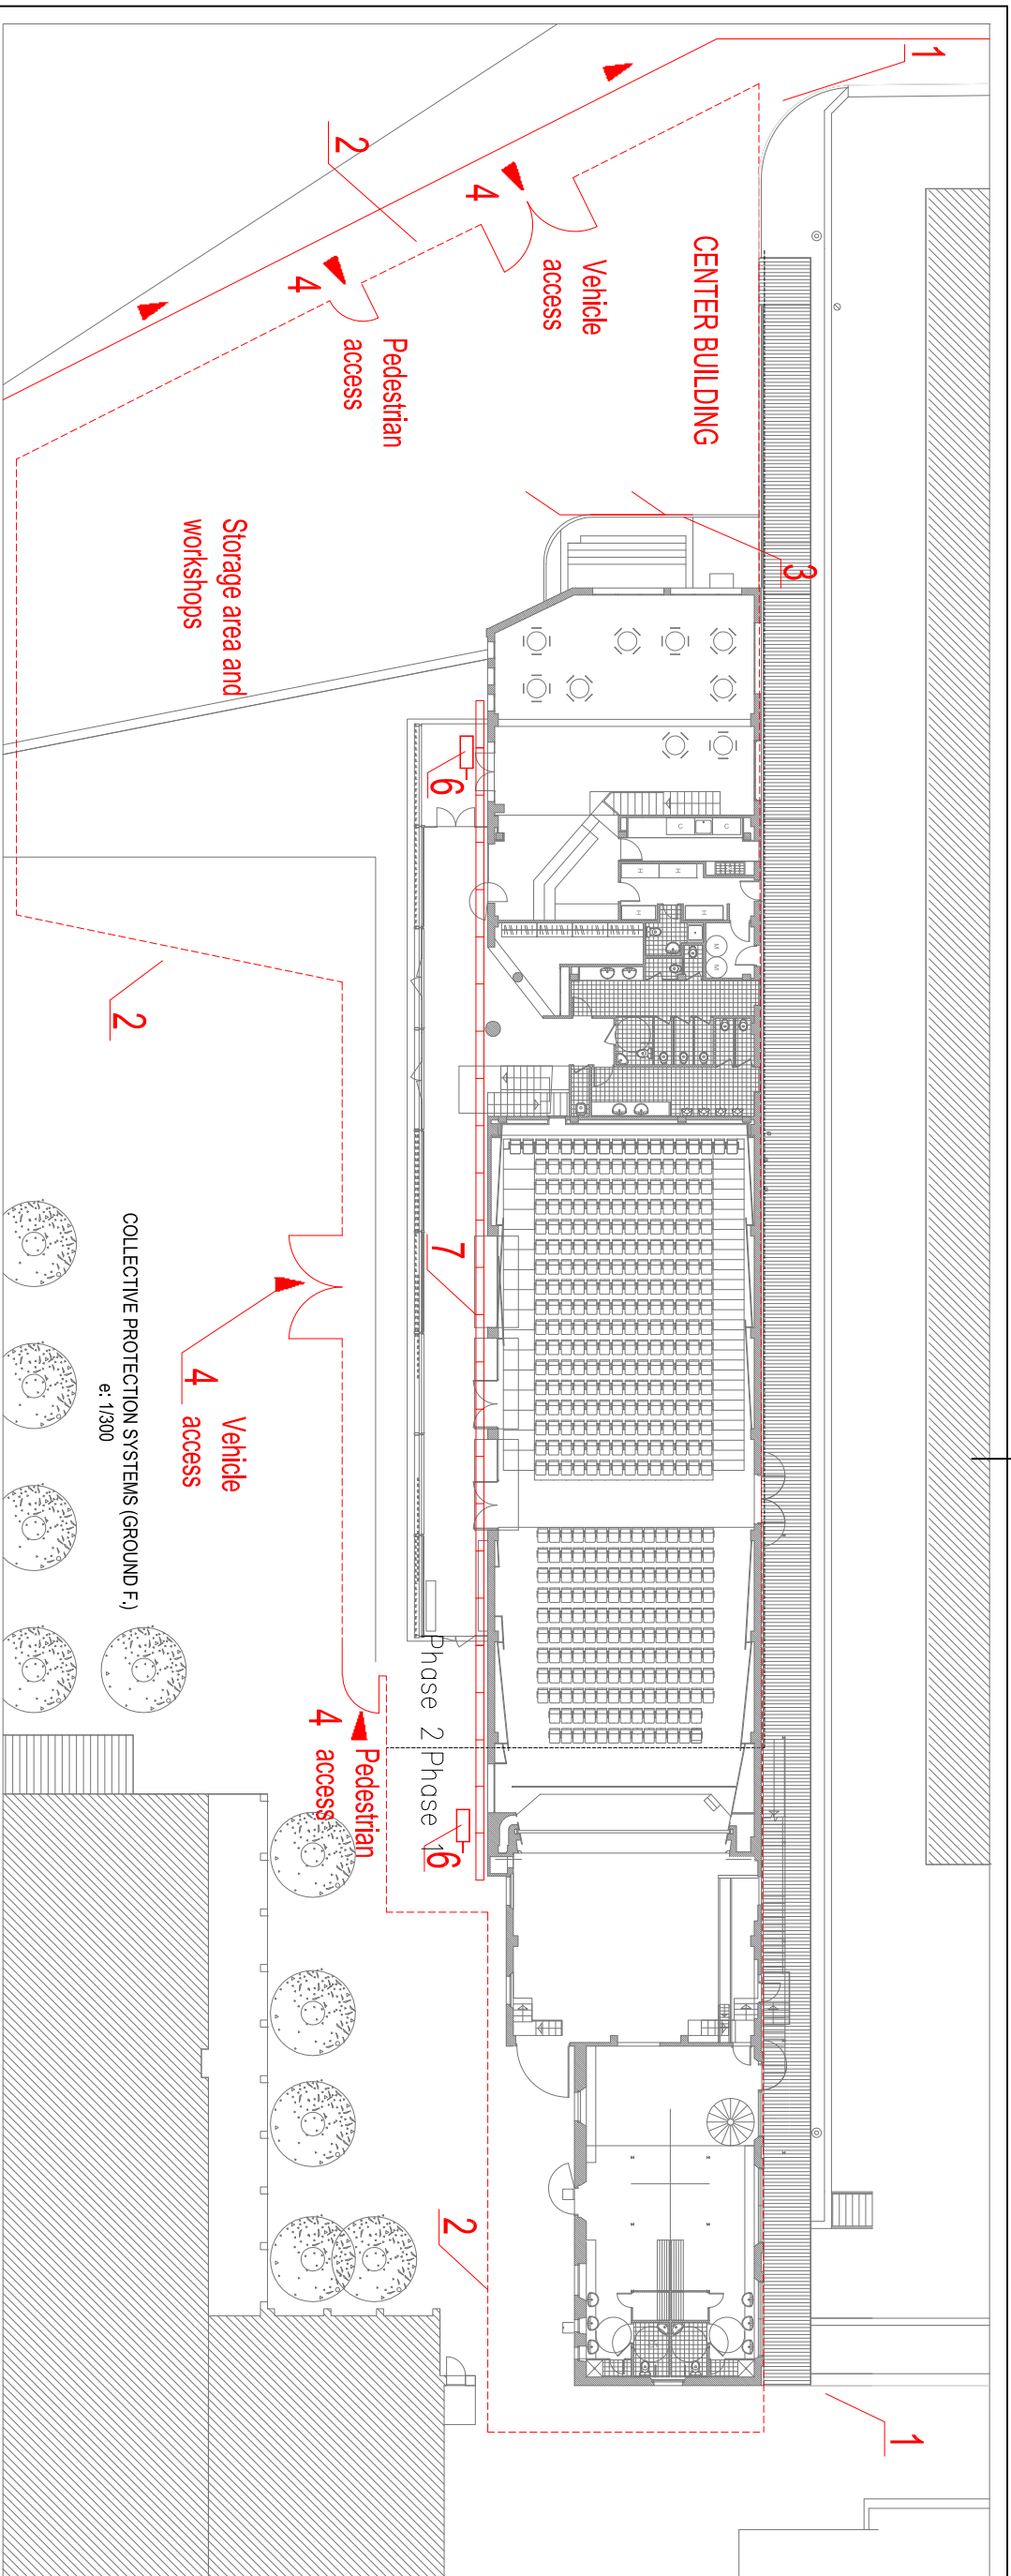 1
2
4
4
Vehicle
access
Pedestrian
access
CENTER BUILDING
Storage area and
workshops
3
6
2
7
4
Vehicle
access
COLLECTIVE PROTECTION SYSTEMS (GROUND F.)
e: 1/300
Phase 2
Phase 1
4
Pedestrian
access
6
2
1
C
C
H
H
H
H
M
M